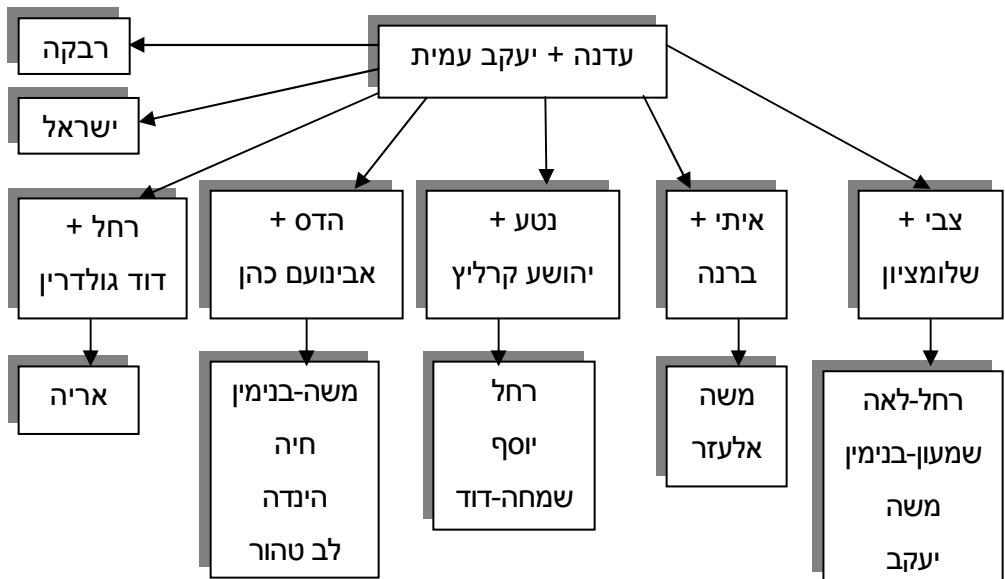 עדנה + יעקב עמית
רבקה
ישראל
צבי +
שלומציון
איתי +
ברנה
נטע +
יהושע קרליץ
הדס +
אבינועם כהן
רחל +
דוד גולדרין
רחל-לאה
שמעון-בנימין
משה
יעקב
משה
אלעזר
רחל
יוסף
שמחה-דוד
משה-בנימין
חיה
הינדה
לב טהור
אריה